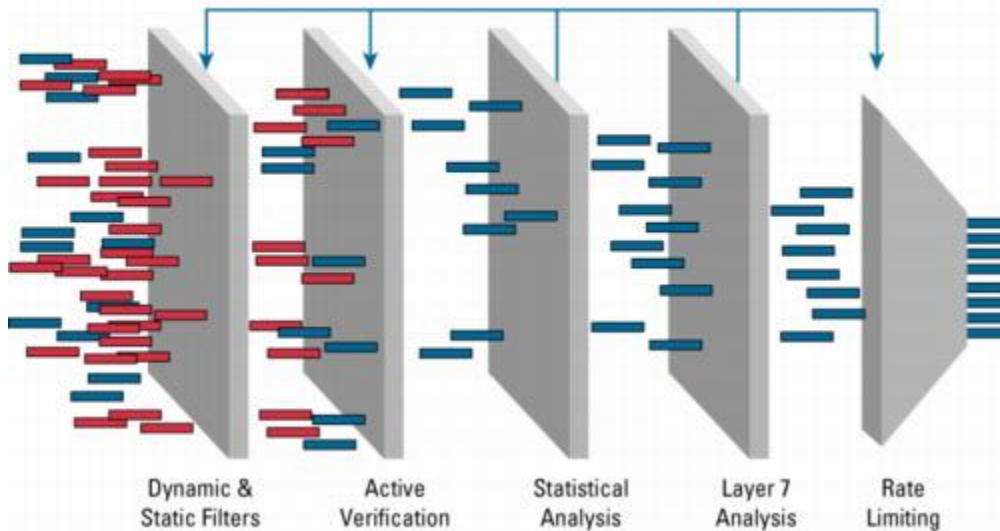 Dynamic &
Static Filters
Active
Verification
Statistical
Analysis
Layer 7
Analysis
Rate
Limiting